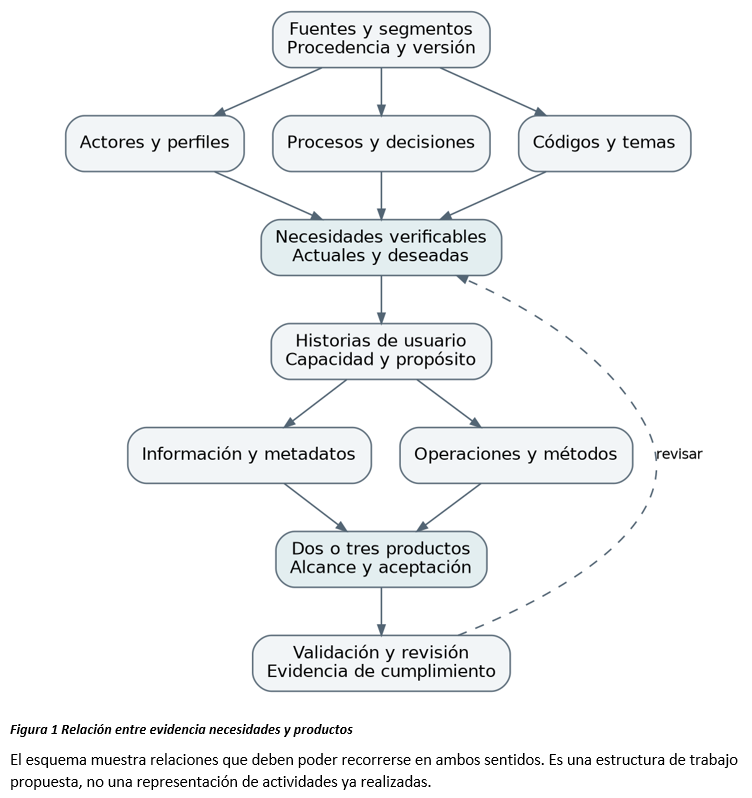 Fuentes y segmentos
Procedencia y versión
Actores y perfiles
Procesos y decisiones
Códigos y temas
Necesidades verificables
Actuales y deseadas
Historias de usuario
Capacidad y propósito
Información y metadatos
Operaciones y métodos
revisar
Dos o tres productos
Alcance y aceptación
Validación y revisión
Evidencia de cumplimiento
Figura 1 Relación entre evidencia necesidades y productos
El esquema muestra relaciones que deben poder recorrerse en ambos sentidos. Es una estructura de trabajo
propuesta, no una representación de actividades ya realizadas.